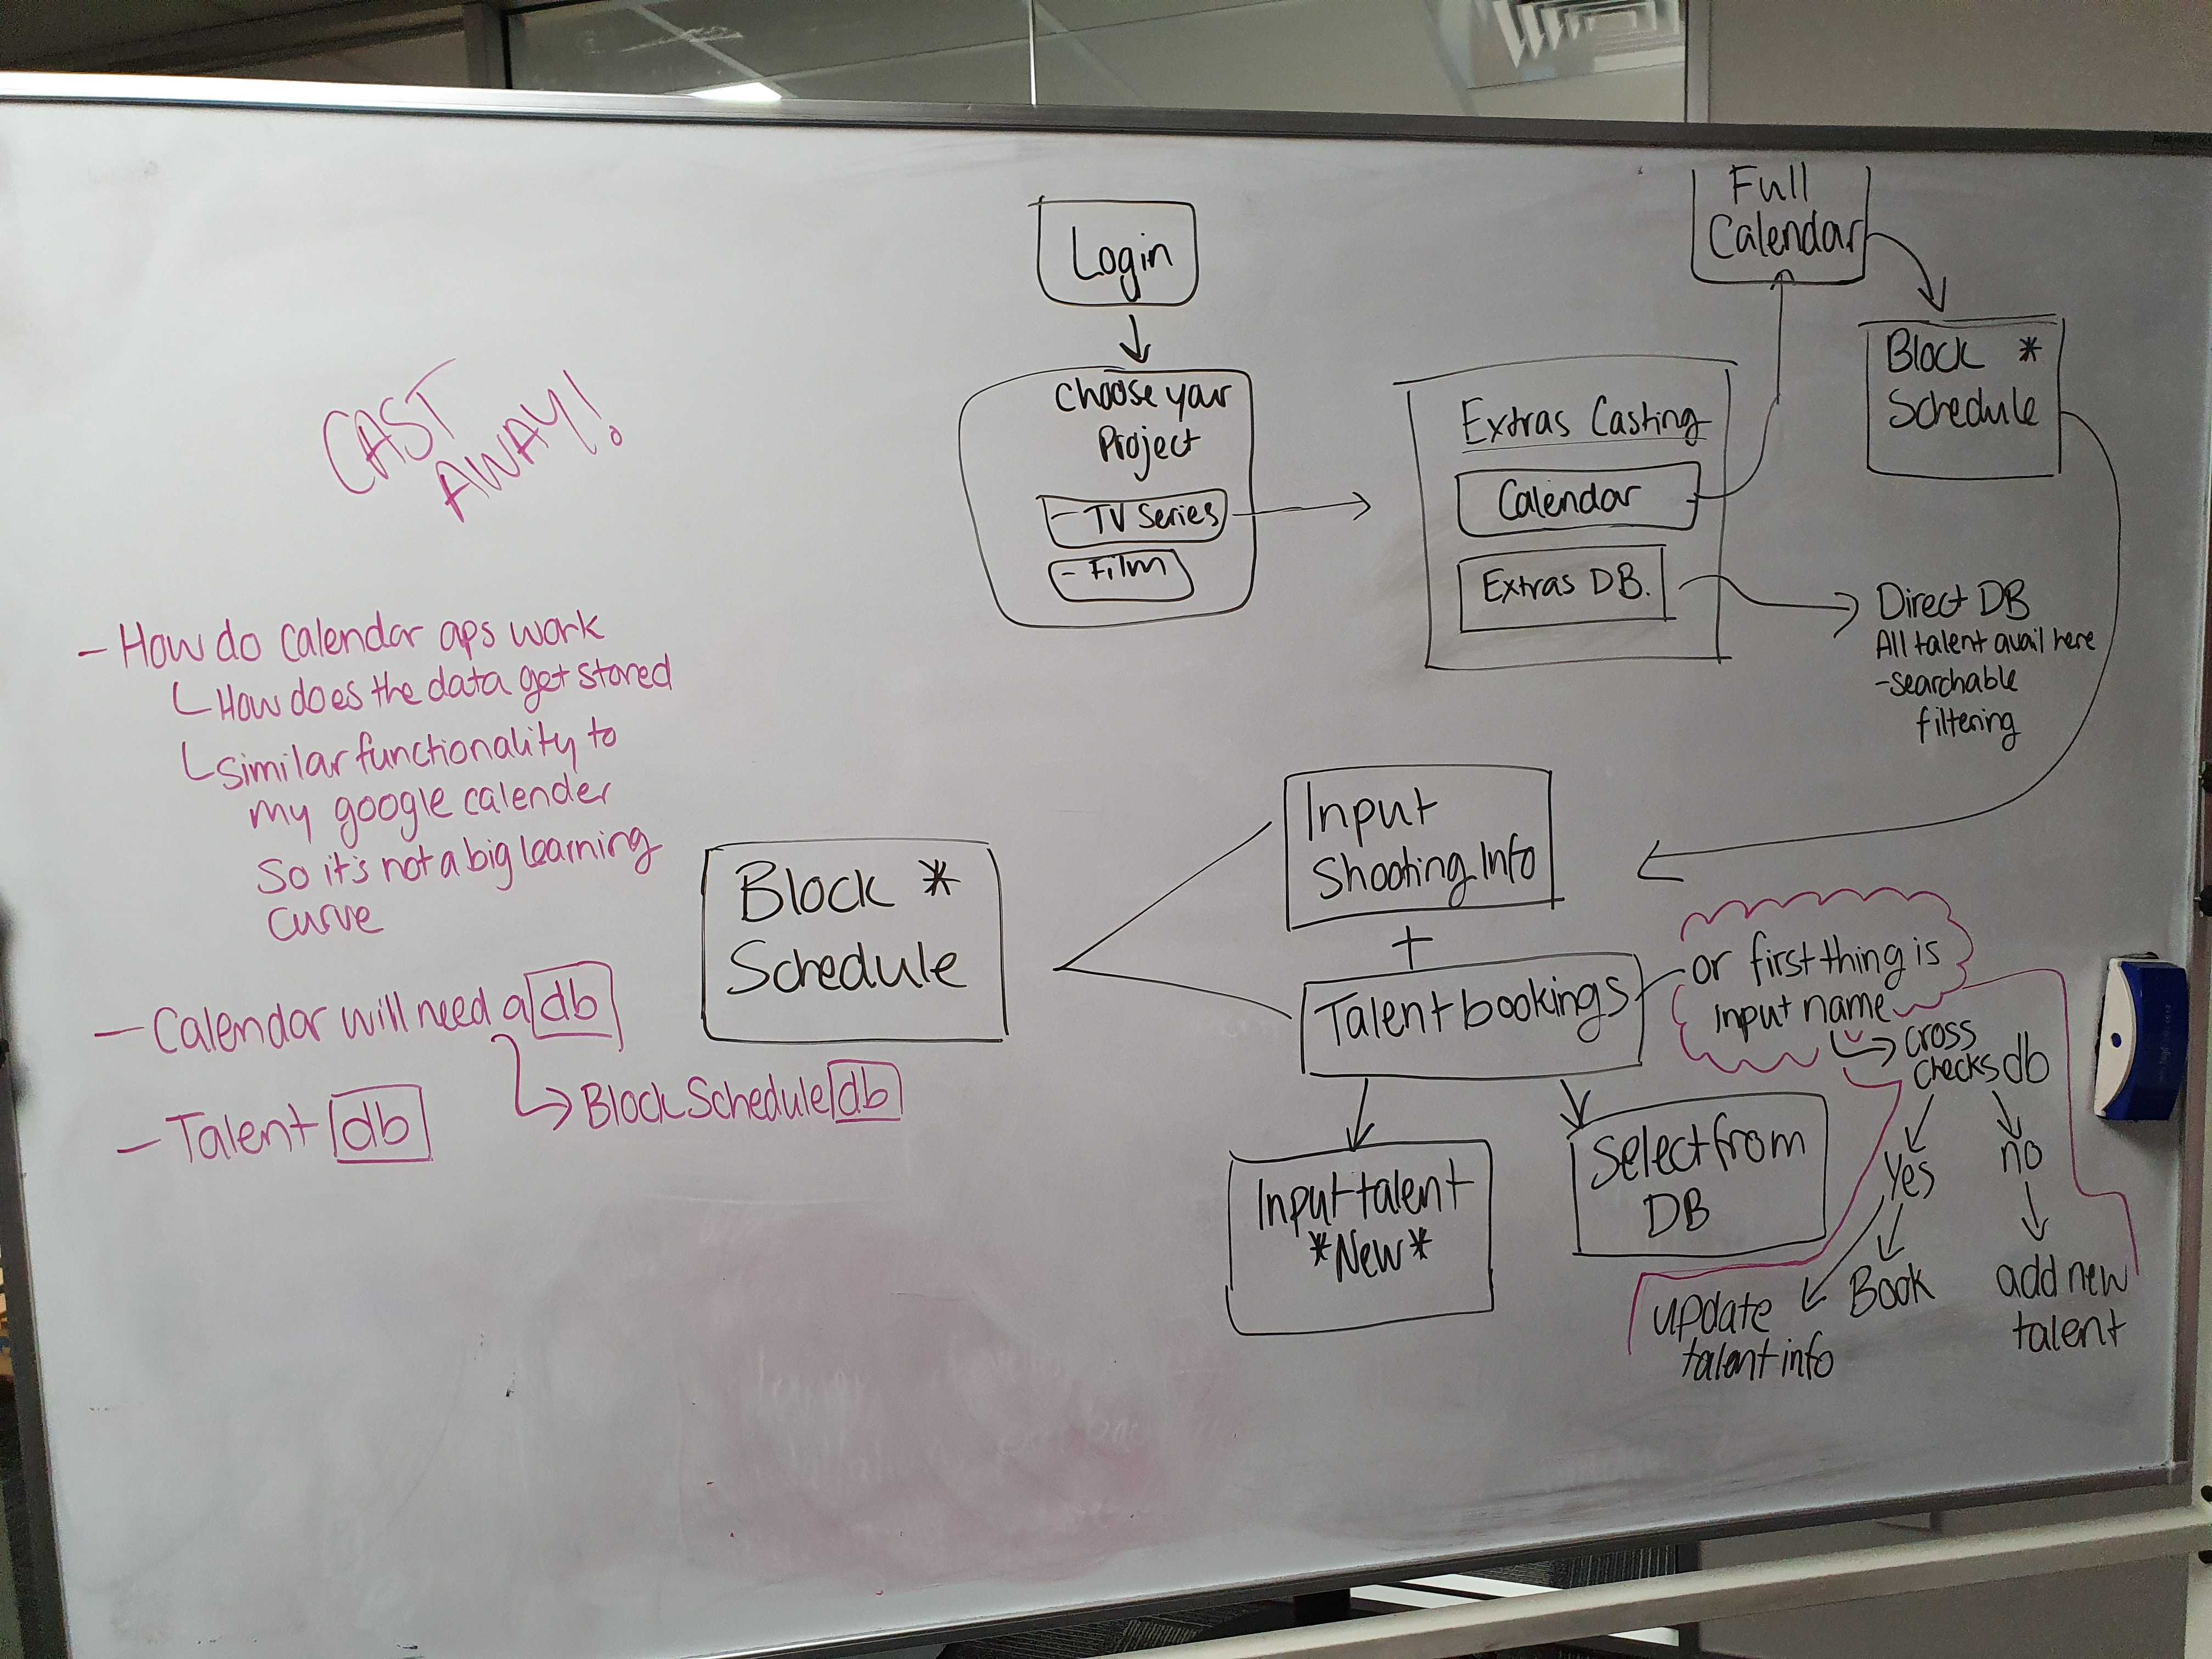 CAST
AWAY!
- How do calendar aps work
How does the data get stored
similar functionality to
my google calender
So it's not a big learning
curve
- Calendar will need a db
Block Schedule db
- Talent db
Login
Choose your
Project
- TV Series
- Film
Extras Casting
Calendar
Extras DB.
Full
Calendar
Block *
Schedule
Direct DB
All talent avail here
- searchable
filtering
Block *
Schedule
Input
Shooting Info
+
Talent bookings
Input talent
*New*
Select from
DB
or first thing is
input name
cross
checks db
yes
no
Book
update
talent info
add new
talent